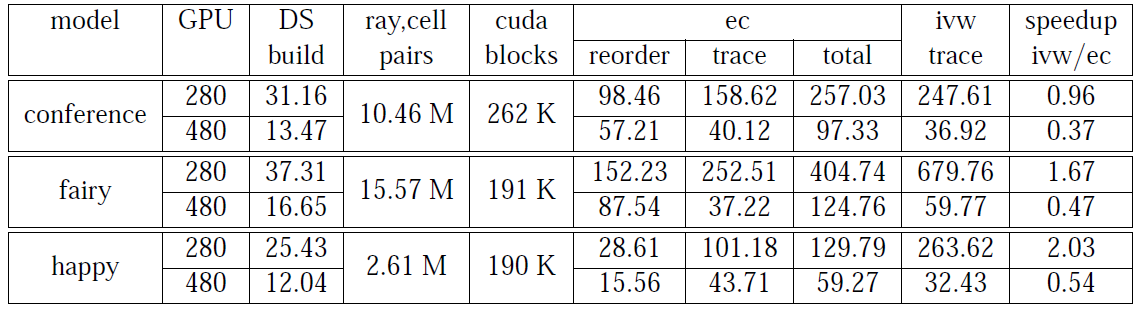 model GPU DS build ray,cell pairs cuda blocks ec reorder trace total ivw trace speedup ivw/ec
conference 280 31.16 10.46 M 262 K 98.46 158.62 257.03 247.61 0.96
480 13.47 57.21 40.12 97.33 36.92 0.37
fairy 280 37.31 15.57 M 191 K 152.23 252.51 404.74 679.76 1.67
480 16.65 87.54 37.22 124.76 59.77 0.47
happy 280 25.43 2.61 M 190 K 28.61 101.18 129.79 263.62 2.03
480 12.04 15.56 43.71 59.27 32.43 0.54